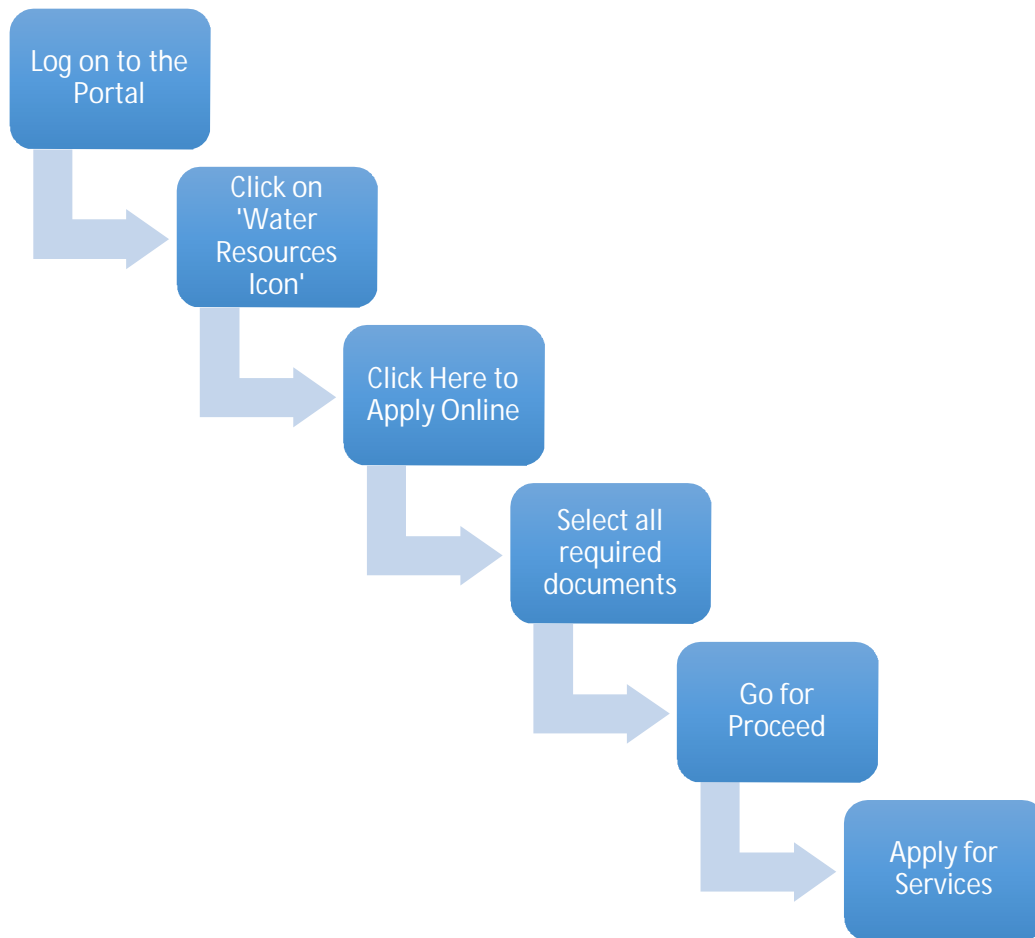 Log on to the
Portal
Click on
'Water
Resources
Icon'
Click Here to
Apply Online
Select all
required
documents
Go for
Proceed
Apply for
Services